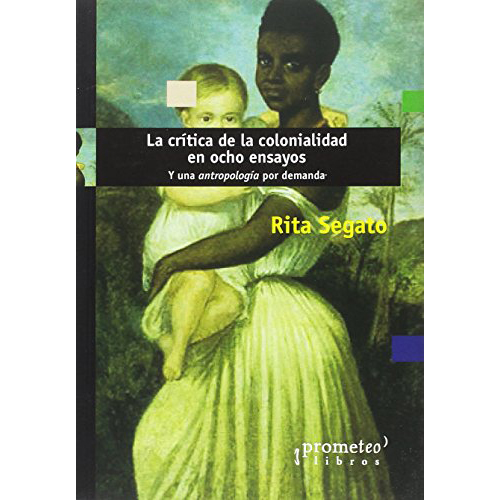 La crítica de la colonialidad
en ocho ensayos
Y una antropología por demanda
Rita Segato
prometeo
libros